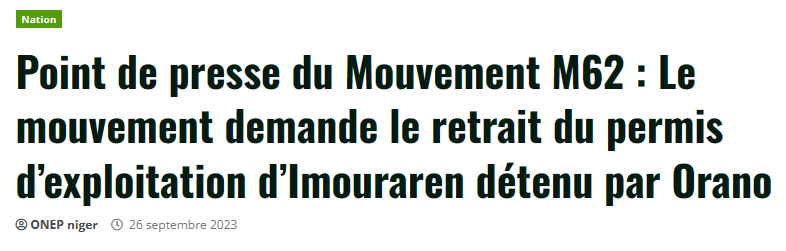 Nation
Point de presse du Mouvement M62 : Le
mouvement demande le retrait du permis
d’exploitation d’Imouraren détenu par Orano
ONEP niger 26 septembre 2023